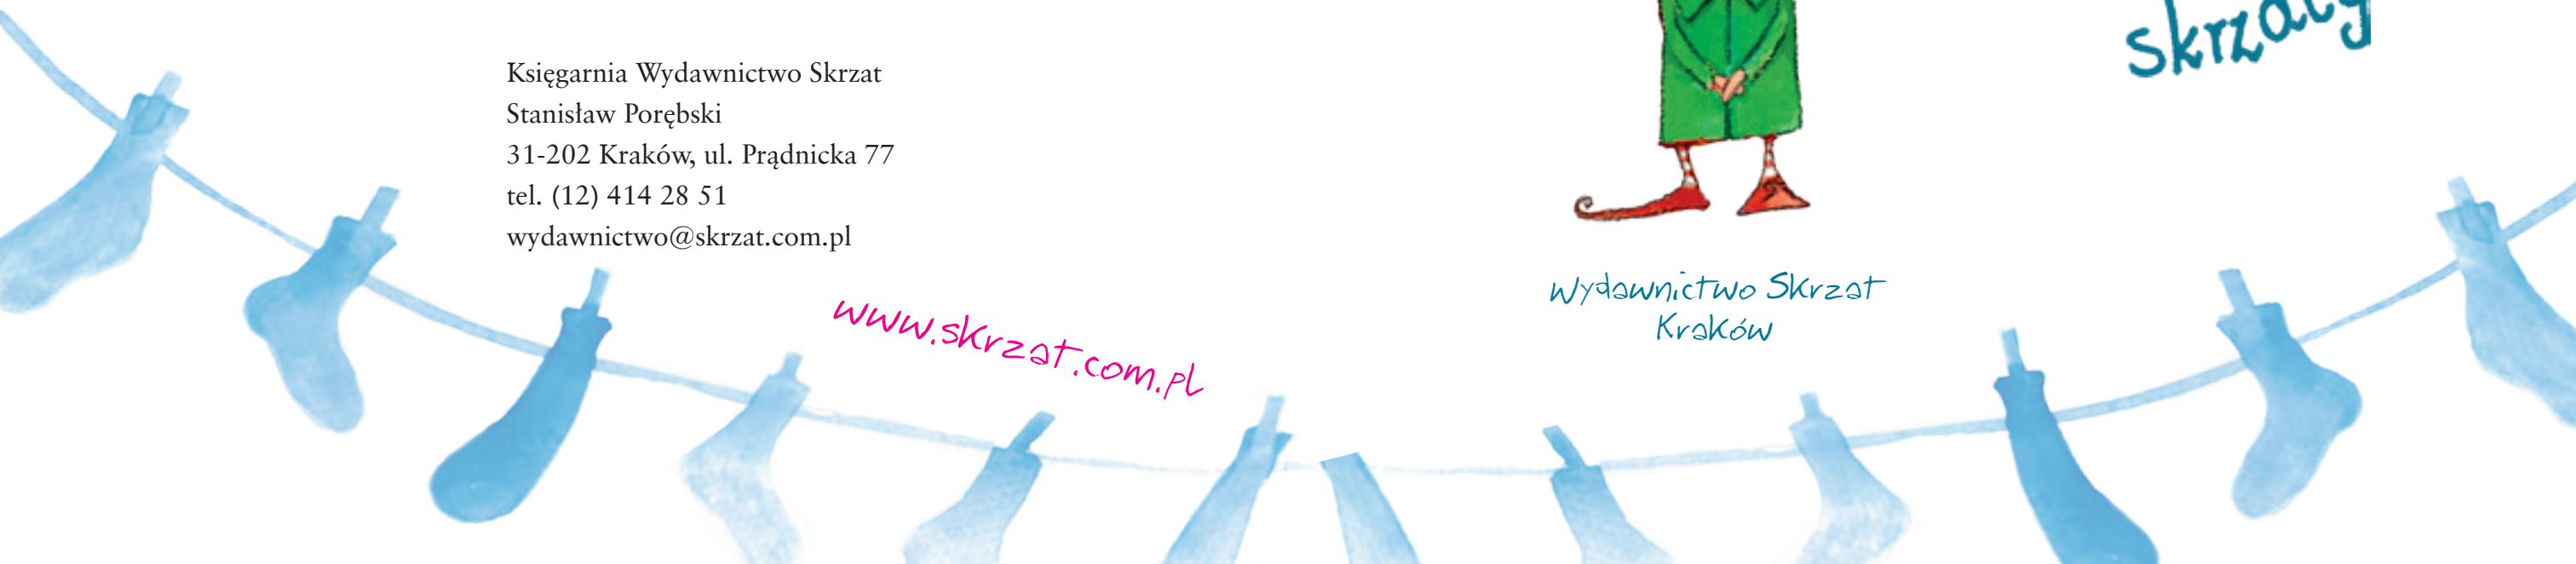 skrzaty
Księgarnia Wydawnictwo Skrzat
Stanisław Porębski
31-202 Kraków, ul. Prądnicka 77
tel. (12) 414 28 51
wydawnictwo@skrzat.com.pl
www.skrzat.com.pl
Wydawnictwo Skrzat
Kraków